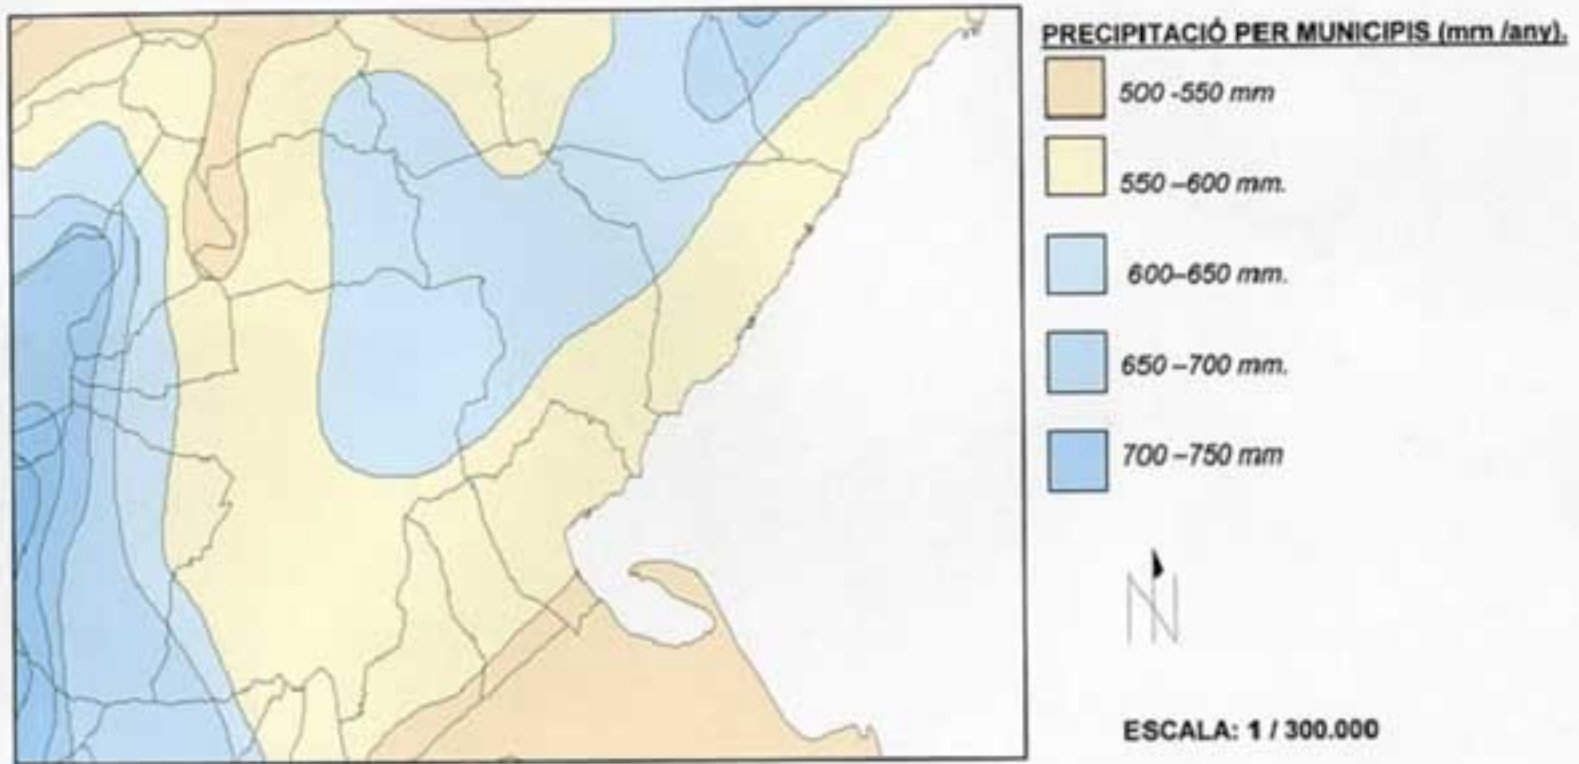 PRECIPITACIÓ PER MUNICIPIS (mm /any).
500 -550 mm
550 –600 mm.
600–650 mm.
650 –700 mm.
700 –750 mm
N
ESCALA: 1 / 300.000